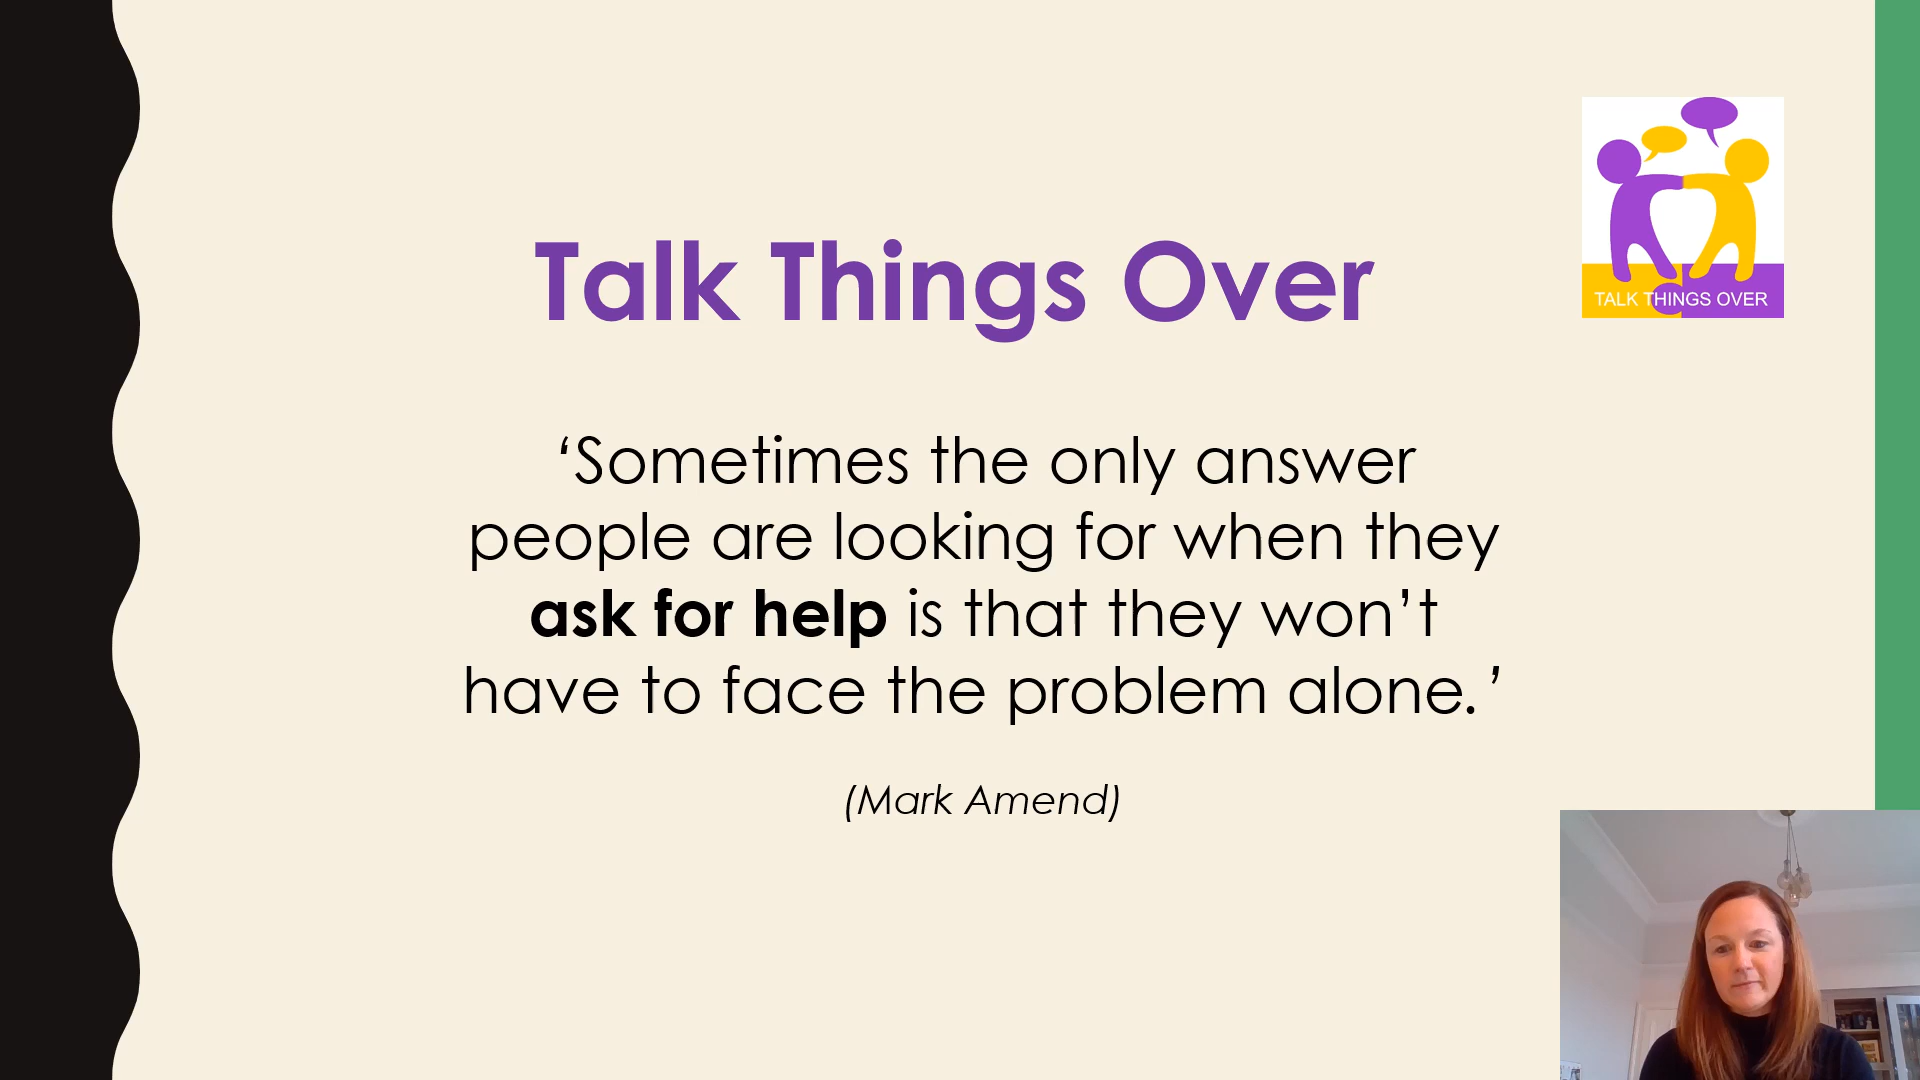 TALK THINGS OVER
Talk Things Over
‘Sometimes the only answer
people are looking for when they
ask for help is that they won’t
have to face the problem alone.’
(Mark Amend)